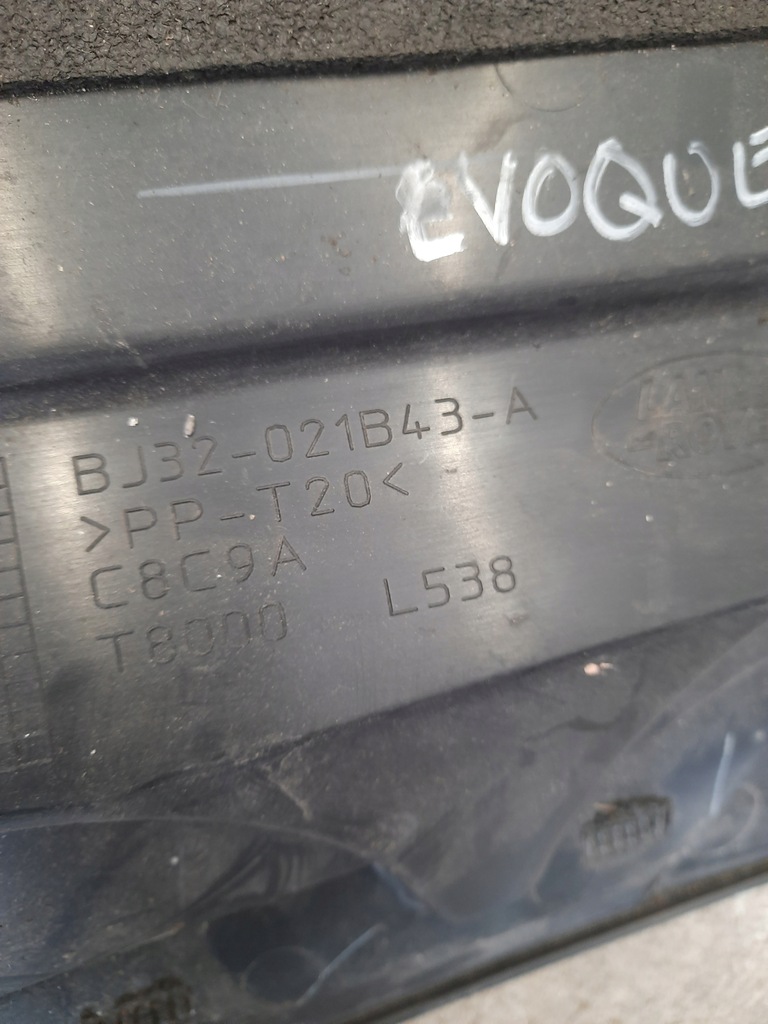 EVOQUE
BJ32-021B43-A
>PP-T20<
C8C9A
T8000 L538